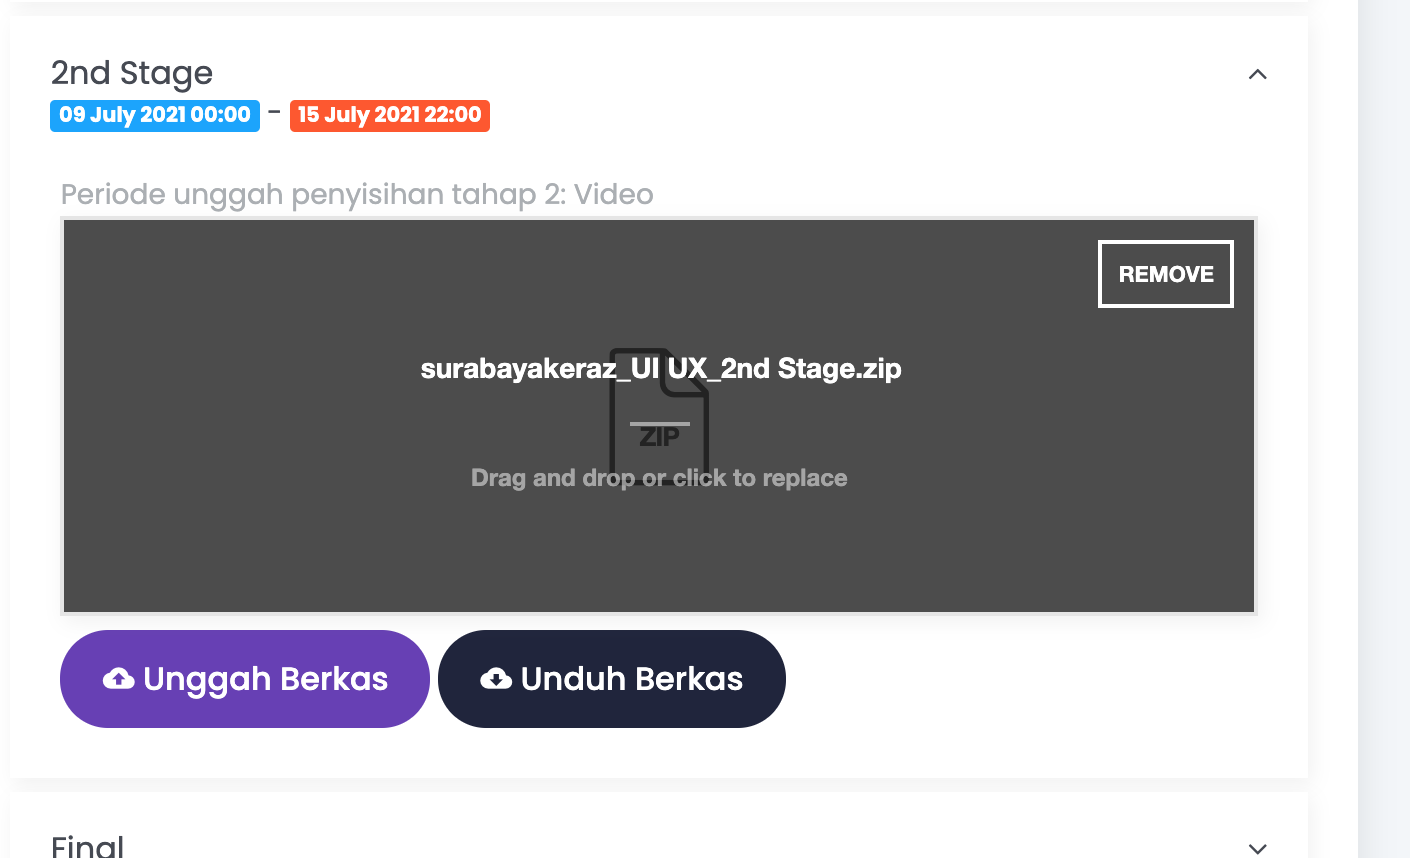 2nd Stage
09 July 2021 00:00 – 15 July 2021 22:00
Periode unggah penyisihan tahap 2: Video
REMOVE
surabayakeraz_UI UX_2nd Stage.zip
ZIP
Drag and drop or click to replace
Unggah Berkas Unduh Berkas
Final